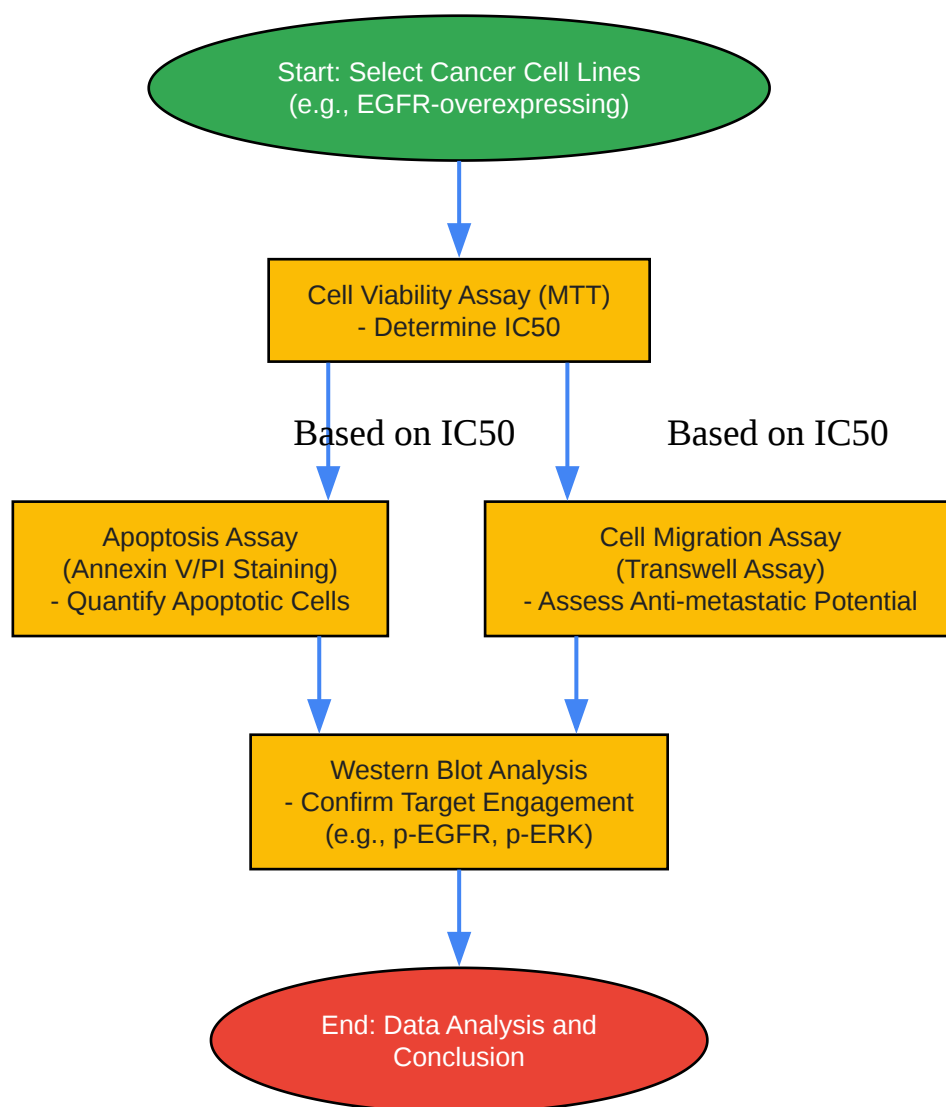 Start: Select Cancer Cell Lines
(e.g., EGFR-overexpressing)
Cell Viability Assay (MTT)
- Determine IC50
Based on IC50
Based on IC50
Apoptosis Assay
(Annexin V/PI Staining)
- Quantify Apoptotic Cells
Cell Migration Assay
(Transwell Assay)
- Assess Anti-metastatic Potential
Western Blot Analysis
- Confirm Target Engagement
(e.g., p-EGFR, p-ERK)
End: Data Analysis and
Conclusion